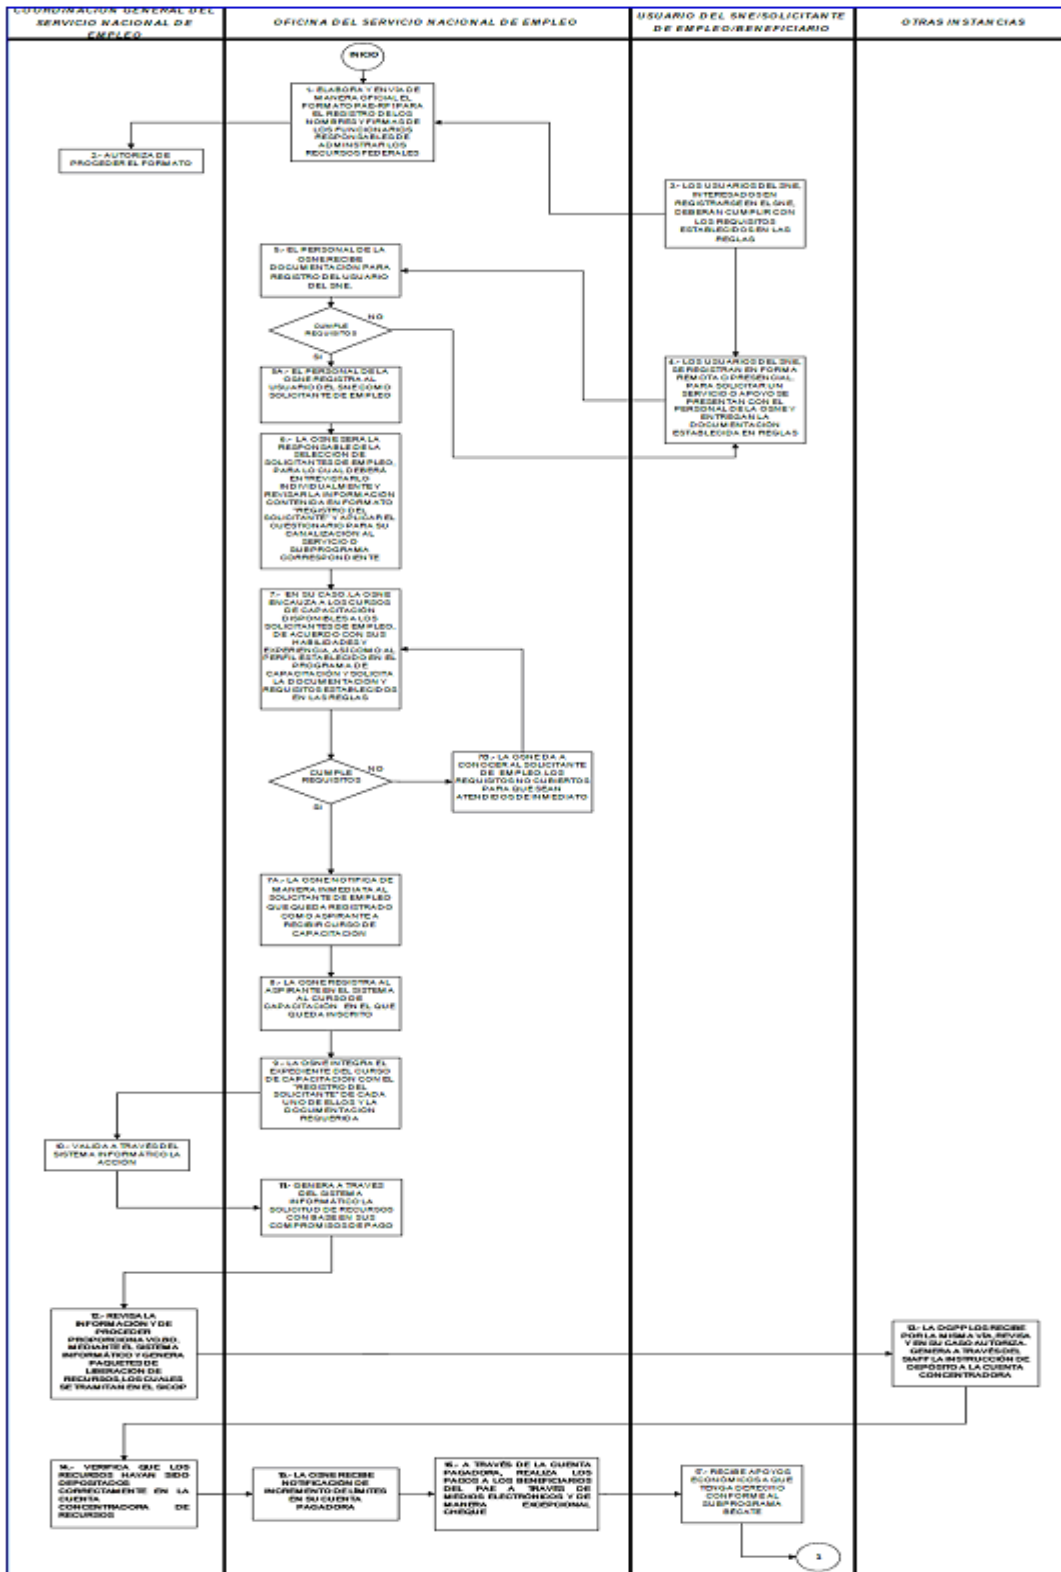 COORDINACIÓN GENERAL DEL
SERVICIO NACIONAL DE
EMPLEO
OFICINA DEL SERVICIO NACIONAL DE EMPLEO
USUARIO DEL SNE/SOLICITANTE
DE EMPLEO/BENEFICIARIO
OTRAS INSTANCIAS
INICIO
1.- ELABORA Y ENVÍA DE
MANERA OFICIAL EL
FORMATO PAE-RF1 PARA
EL REGISTRO DE LOS
NOMBRES Y FIRMAS DE
LOS FUNCIONARIOS
RESPONSABLES DE
ADMINSTRAR LOS
RECURSOS FEDERALES
2.- AUTORIZA DE
PROCEDER EL FORMATO
3.- LOS USUARIOS DEL SNE,
INTERESADOS EN
REGISTRARSE EN EL SNE,
DEBERÁN CUMPLIR CON
LOS REQUISITOS
ESTABLECIDOS EN LAS
REGLAS
5.- EL PERSONAL DE LA
OSNE RECIBE
DOCUMENTACIÓN PARA
REGISTRO DEL USUARIO
DEL SNE.
CUMPLE
REQUISITOS
NO
SI
4.- LOS USUARIOS DEL SNE,
SE REGISTRAN EN FORMA
REMOTA O PRESENCIAL,
PARA SOLICITAR UN
SERVICIO O APOYO SE
PRESENTAN CON EL
PERSONAL DE LA OSNE Y
ENTREGAN LA
DOCUMENTACIÓN
ESTABLECIDA EN REGLAS
5A.- EL PERSONAL DE LA
OSNE REGISTRA AL
USUARIO DEL SNE COMO
SOLICITANTE DE EMPLEO
6.- LA OSNE SERÁ LA
RESPONSABLE DE LA
SELECCIÓN DE
SOLICITANTES DE EMPLEO,
PARA LO CUAL DEBERÁ
ENTREVISTARLO
INDIVIDUALMENTE Y
REVISAR LA INFORMACIÓN
CONTENIDA EN FORMATO
"REGISTRO DEL
SOLICITANTE" Y APLICAR EL
CUESTIONARIO PARA SU
CANALIZACIÓN AL
SERVICIO O
SUBPROGRAMA
CORRESPONDIENTE
7.- EN SU CASO, LA OSNE
ENCAUZA A LOS CURSOS
DE CAPACITACIÓN
DISPONIBLES A LOS
SOLICITANTES DE EMPLEO,
DE ACUERDO CON SUS
HABILIDADES Y
EXPERIENCIA, ASÍ COMO AL
PERFIL ESTABLECIDO EN EL
PROGRAMA DE
CAPACITACIÓN Y SOLICITA
LA DOCUMENTACIÓN Y
REQUISITOS ESTABLECIDOS
EN LAS REGLAS
CUMPLE
REQUISITOS
NO
SI
7B.- LA OSNE DA A
CONOCER AL SOLICITANTE
DE EMPLEO, LOS
REQUISITOS NO CUBIERTOS
PARA QUE SEAN
ATENDIDOS DE INMEDIATO
7A.- LA OSNE NOTIFICA DE
MANERA INMEDIATA AL
SOLICITANTE DE EMPLEO
QUE QUEDA REGISTRADO
COMO ASPIRANTE A
RECIBIR CURSO DE
CAPACITACIÓN
8.- LA OSNE REGISTRA AL
ASPIRANTE EN EL SISTEMA
AL CURSO DE
CAPACITACIÓN EN EL QUE
QUEDA INSCRITO
9.- LA OSNE INTEGRA EL
EXPEDIENTE DEL CURSO
DE CAPACITACIÓN CON EL
"REGISTRO DEL
SOLICITANTE" DE CADA
UNO DE ELLOS Y LA
DOCUMENTACIÓN
REQUERIDA
10.- VALIDA A TRAVÉS DEL
SISTEMA INFORMÁTICO LA
ACCIÓN
11.- GENERA A TRAVÉS
DEL SISTEMA
INFORMÁTICO LA
SOLICITUD DE RECURSOS
CON BASE EN SUS
COMPROMISOS DE PAGO
12.- REVISA LA
INFORMACIÓN Y DE
PROCEDER
PROPORCIONA VO.BO.
MEDIANTE EL SISTEMA
INFORMÁTICO Y GENERA
PAQUETES DE
LIBERACIÓN DE
RECURSOS, LOS CUALES
SE TRAMITAN EN EL SICOP
13.- LA DGPP LOS RECIBE
POR LA MISMA VÍA, REVISA
Y EN SU CASO AUTORIZA.
GENERA A TRAVÉS DEL
SIAFF LA INSTRUCCIÓN DE
DEPÓSITO A LA CUENTA
CONCENTRADORA
14.- VERIFICA QUE LOS
RECURSOS HAYAN SIDO
DEPOSITADOS
CORRECTAMENTE EN LA
CUENTA
CONCENTRADORA DE
RECURSOS
15.- LA OSNE RECIBE
NOTIFICACIÓN DE
INCREMENTO DE LÍMITES
EN SU CUENTA
PAGADORA
16.- A TRAVÉS DE LA CUENTA
PAGADORA, REALIZA LOS
PAGOS A LOS BENEFICIARIOS
DEL PAE A TRAVÉS DE
MEDIOS ELECTRÓNICOS Y DE
MANERA EXCEPCIONAL
CHEQUE
17.- RECIBE APOYOS
ECONÓMICOS A QUE
TENGA DERECHO
CONFORME AL
SUBPROGRAMA
BÉCATE